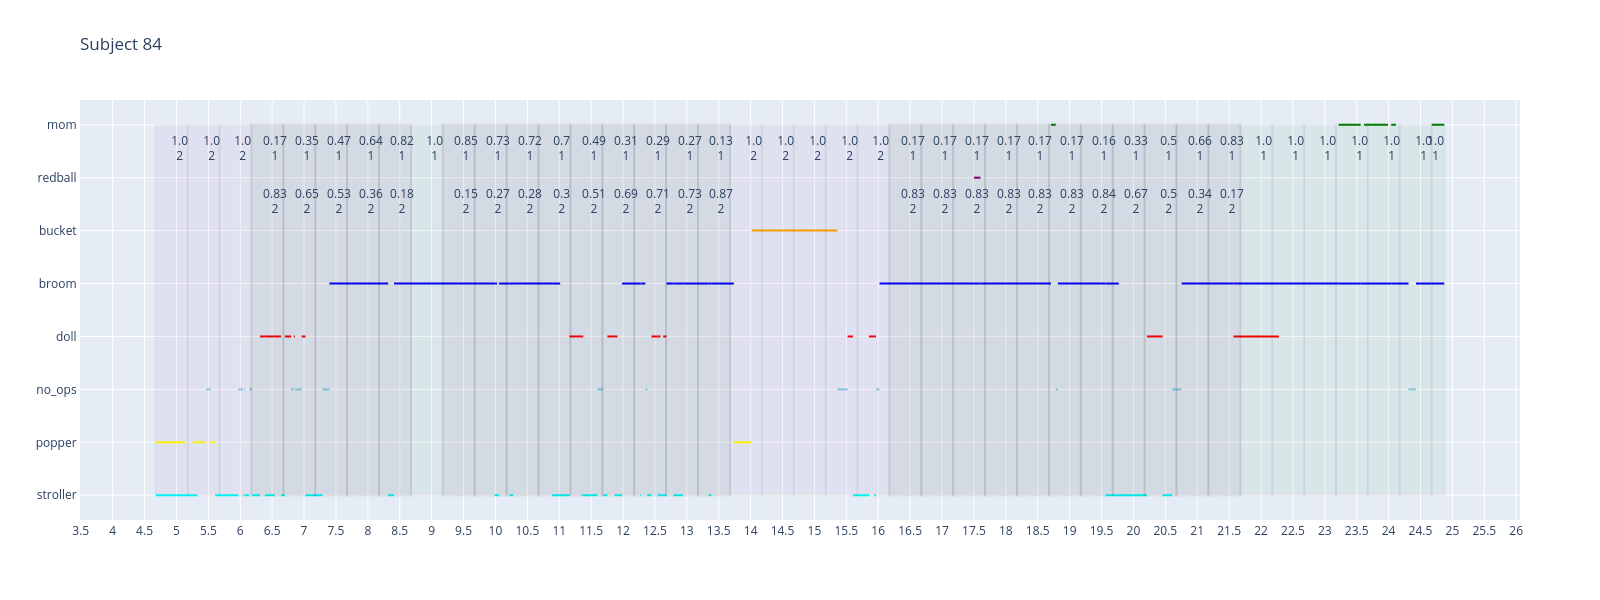 Subject 84
mom
1.0 1.0 1.0 0.17 0.35 0.47 0.64 0.82 1.0 0.85 0.73 0.72 0.7 0.49 0.31 0.29 0.27 0.13 1.0 1.0 1.0 1.0 1.0 0.17 0.17 0.17 0.17 0.17 0.17 0.16 0.33 0.5 0.66 0.83 1.0 1.0 1.0 1.0 1.0 1.0 1.0
2 2 2 1 1 1 1 1 1 1 1 1 1 1 1 1 1 1 2 2 2 2 2 1 1 1 1 1 1 1 1 1 1 1 1 1 1 1 1 1 1
redball
0.83 0.65 0.53 0.36 0.18 0.15 0.27 0.28 0.3 0.51 0.69 0.71 0.73 0.87 0.83 0.83 0.83 0.83 0.83 0.83 0.84 0.67 0.5 0.34 0.17
2 2 2 2 2 2 2 2 2 2 2 2 2 2 2 2 2 2 2 2 2 2 2 2 2
bucket
broom
doll
no_ops
popper
stroller
3.5 4 4.5 5 5.5 6 6.5 7 7.5 8 8.5 9 9.5 10 10.5 11 11.5 12 12.5 13 13.5 14 14.5 15 15.5 16 16.5 17 17.5 18 18.5 19 19.5 20 20.5 21 21.5 22 22.5 23 23.5 24 24.5 25 25.5 26